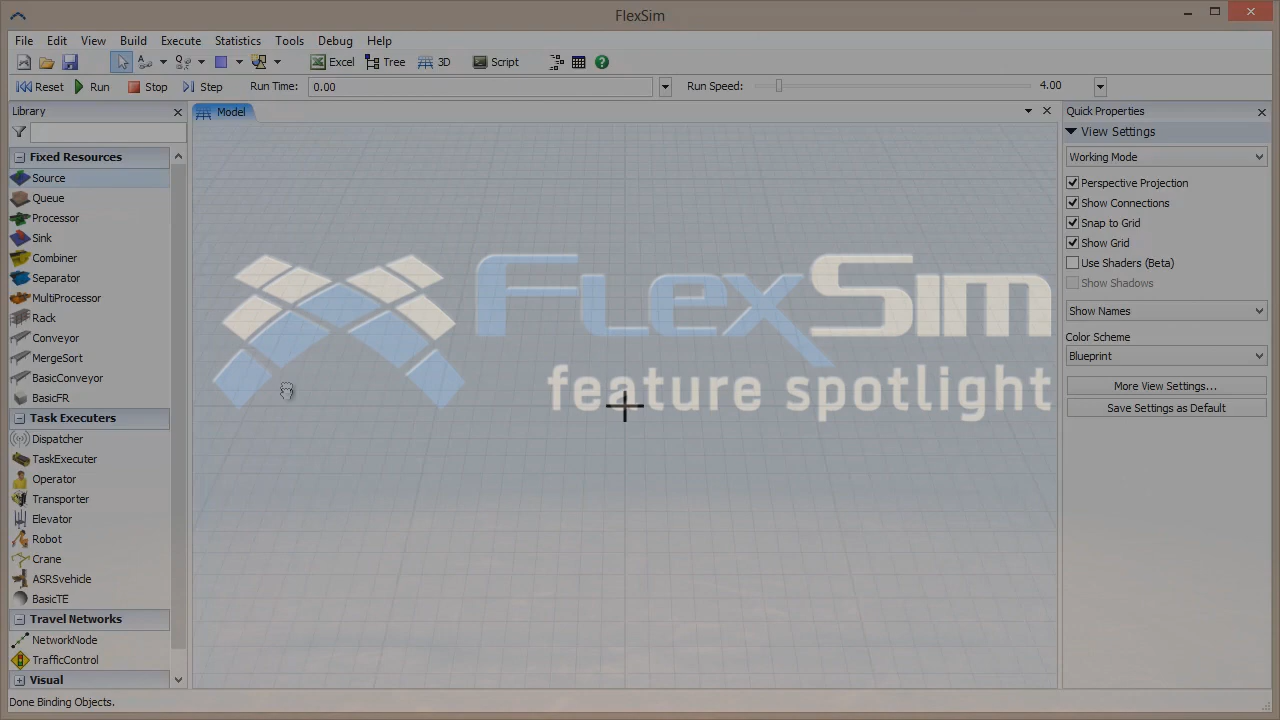 FlexSim
File Edit View Build Execute Statistics Tools Debug Help
Excel Tree 3D Script
Reset Run Stop Step Run Time: 0.00 Run Speed: 4.00
Library
Fixed Resources
Source
Queue
Processor
Sink
Combiner
Separator
MultiProcessor
Rack
Conveyor
MergeSort
BasicConveyor
BasicFR
Task Executers
Dispatcher
TaskExecuter
Operator
Transporter
Elevator
Robot
Crane
ASRSvehicle
BasicTE
Travel Networks
NetworkNode
TrafficControl
Visual
Model
FlexSim
feature spotlight
Quick Properties
View Settings
Working Mode
Perspective Projection
Show Connections
Snap to Grid
Show Grid
Use Shaders (Beta)
Show Shadows
Show Names
Color Scheme
Blueprint
More View Settings...
Save Settings as Default
Done Binding Objects.